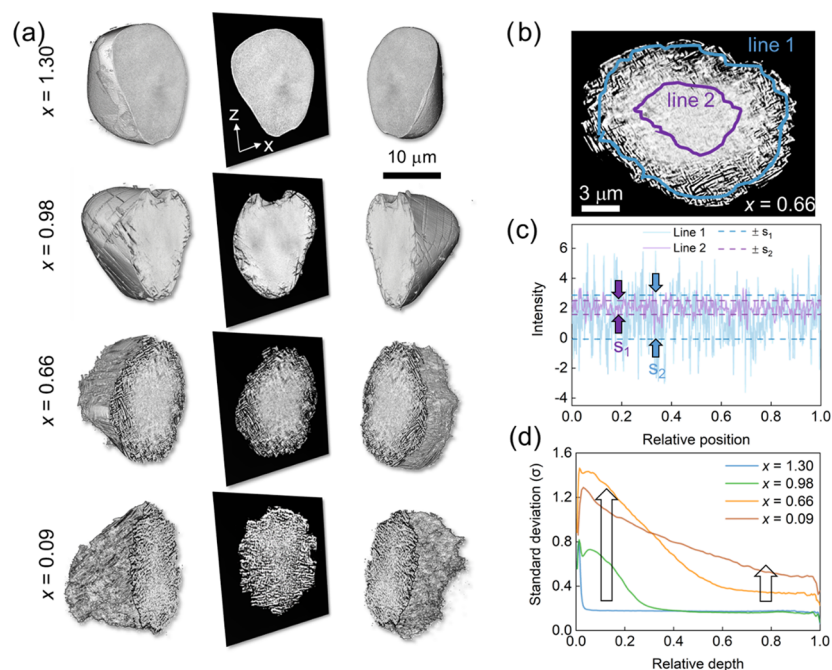 (a)
x = 1.30
z
x
10 μm
x = 0.98
x = 0.66
x = 0.09
(b)
line 1
line 2
3 μm
x = 0.66
(c)
Line 1
± s1
Line 2
± s2
6
4
2
0
-2
-4
Intensity
s1
s2
0.0 0.2 0.4 0.6 0.8 1.0
Relative position
(d)
1.6
1.2
0.8
0.4
0.0
Standard deviation (σ)
x = 1.30
x = 0.98
x = 0.66
x = 0.09
0.0 0.2 0.4 0.6 0.8 1.0
Relative depth